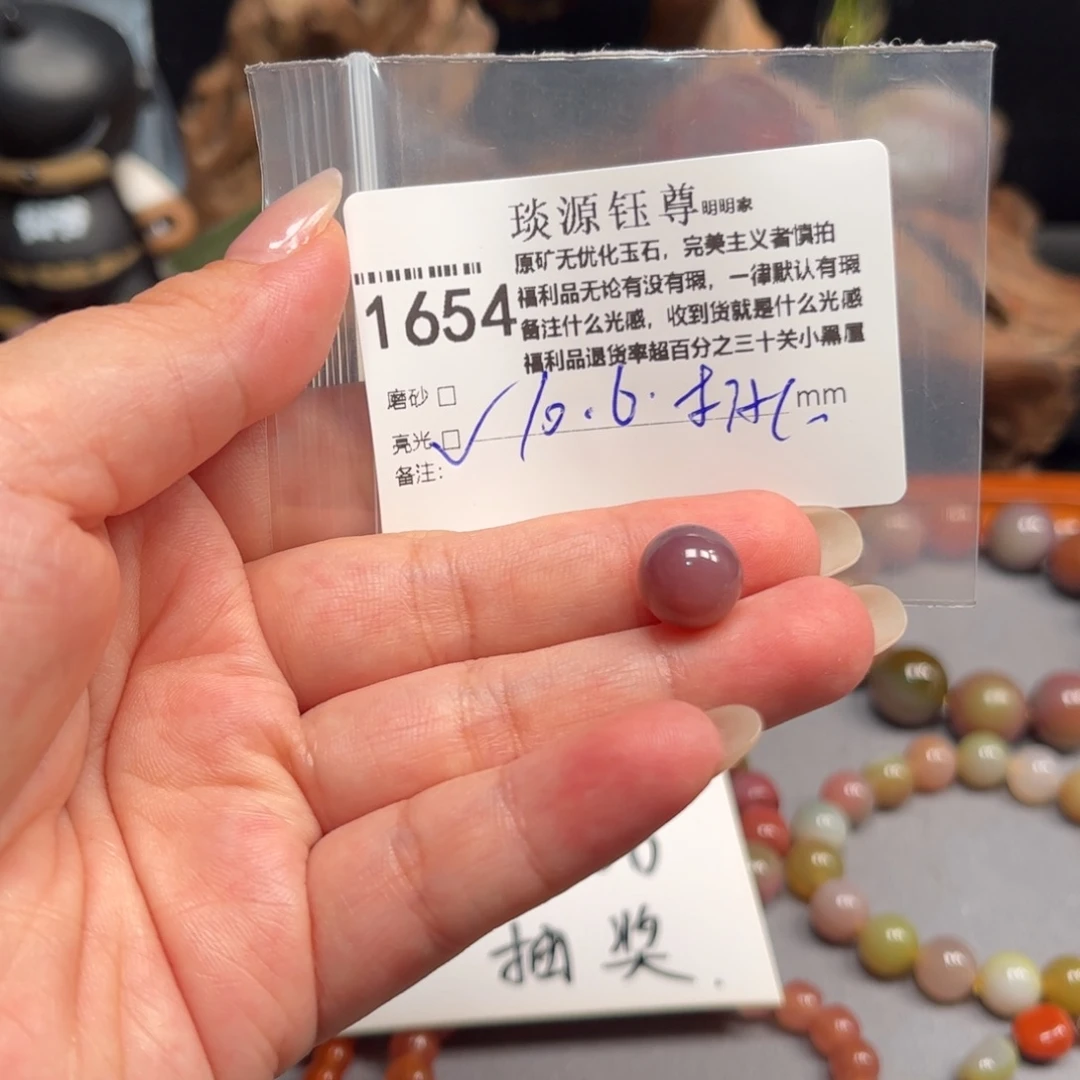 琰源钰尊明明家
原矿无优化玉石，完美主义者慎拍
福利品无论有没有瑕，一律默认有瑕
备注什么光感，收到货就是什么光感
福利品退货率超百分之三十关小黑屋
1654
磨砂 □
10.6. mm
亮光 □
备注：
抽奖.